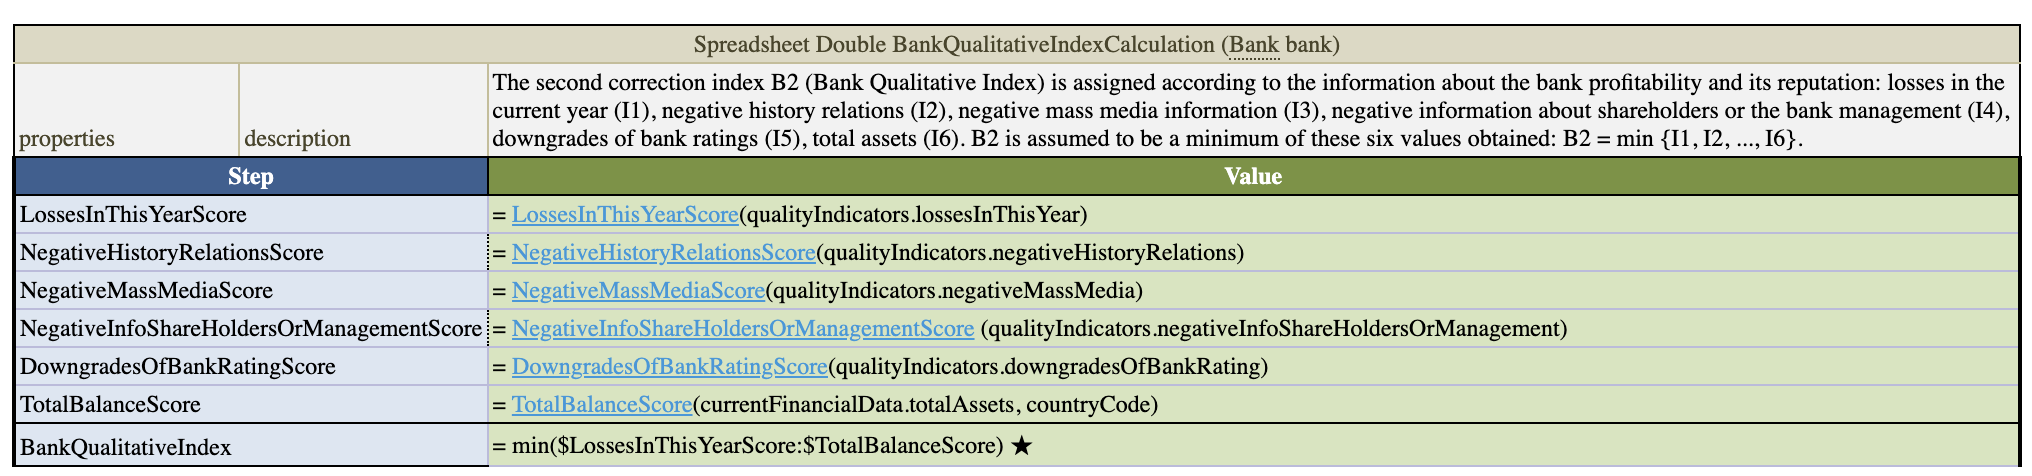 Spreadsheet Double BankQualitativeIndexCalculation (Bank bank)
The second correction index B2 (Bank Qualitative Index) is assigned according to the information about the bank profitability and its reputation: losses in the
current year (I1), negative history relations (I2), negative mass media information (I3), negative information about shareholders or the bank management (I4),
properties description downgrades of bank ratings (I5), total assets (I6). B2 is assumed to be a minimum of these six values obtained: B2 = min {I1, I2, ..., I6}.
Step Value
LossesInThisYearScore = LossesInThisYearScore(qualityIndicators.lossesInThisYear)
NegativeHistoryRelationsScore = NegativeHistoryRelationsScore(qualityIndicators.negativeHistoryRelations)
NegativeMassMediaScore = NegativeMassMediaScore(qualityIndicators.negativeMassMedia)
NegativeInfoShareHoldersOrManagementScore = NegativeInfoShareHoldersOrManagementScore (qualityIndicators.negativeInfoShareHoldersOrManagement)
DowngradesOfBankRatingScore = DowngradesOfBankRatingScore(qualityIndicators.downgradesOfBankRating)
TotalBalanceScore = TotalBalanceScore(currentFinancialData.totalAssets, countryCode)
BankQualitativeIndex = min($LossesInThisYearScore:$TotalBalanceScore) ★